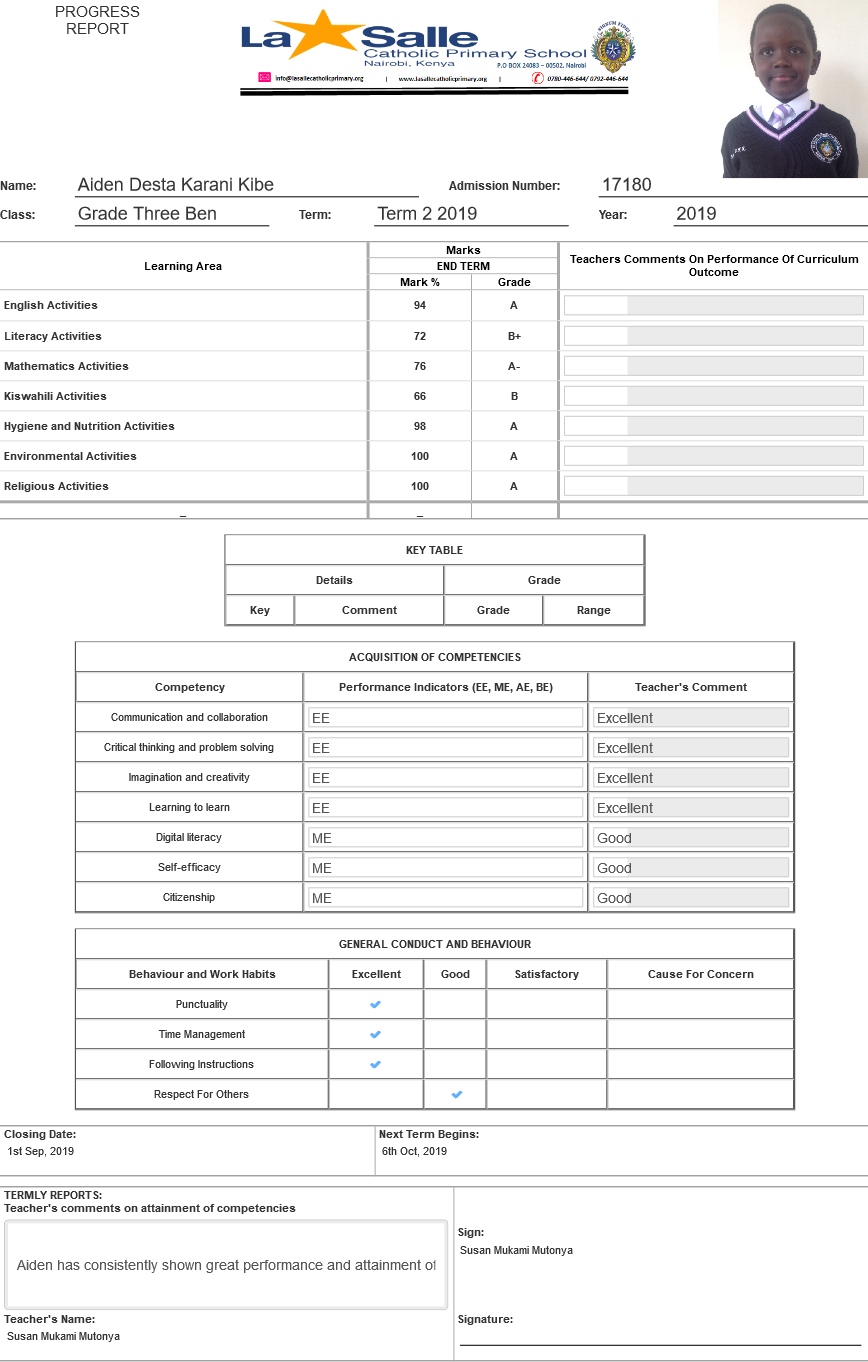 PROGRESS
REPORT
La Salle
Catholic Primary School
Nairobi, Kenya
P.O BOX 24083 – 00502, Nairobi
info@lasallecatholicprimary.org | www.lasallecatholicprimary.org | 0780-446-644/ 0792-446-644
Name: Aiden Desta Karani Kibe Admission Number: 17180
Class: Grade Three Ben Term: Term 2 2019 Year: 2019
Learning Area Marks Teachers Comments On Performance Of Curriculum Outcome
END TERM
Mark % Grade
English Activities 94 A
Literacy Activities 72 B+
Mathematics Activities 76 A-
Kiswahili Activities 66 B
Hygiene and Nutrition Activities 98 A
Environmental Activities 100 A
Religious Activities 100 A
_ _
KEY TABLE
Details Grade
Key Comment Grade Range
ACQUISITION OF COMPETENCIES
Competency Performance Indicators (EE, ME, AE, BE) Teacher's Comment
Communication and collaboration EE Excellent
Critical thinking and problem solving EE Excellent
Imagination and creativity EE Excellent
Learning to learn EE Excellent
Digital literacy ME Good
Self-efficacy ME Good
Citizenship ME Good
GENERAL CONDUCT AND BEHAVIOUR
Behaviour and Work Habits Excellent Good Satisfactory Cause For Concern
Punctuality
Time Management
Following Instructions
Respect For Others
Closing Date: Next Term Begins:
1st Sep, 2019 6th Oct, 2019
TERMLY REPORTS:
Teacher's comments on attainment of competencies
Sign:
Susan Mukami Mutonya
Aiden has consistently shown great performance and attainment of
Teacher's Name: Signature:
Susan Mukami Mutonya